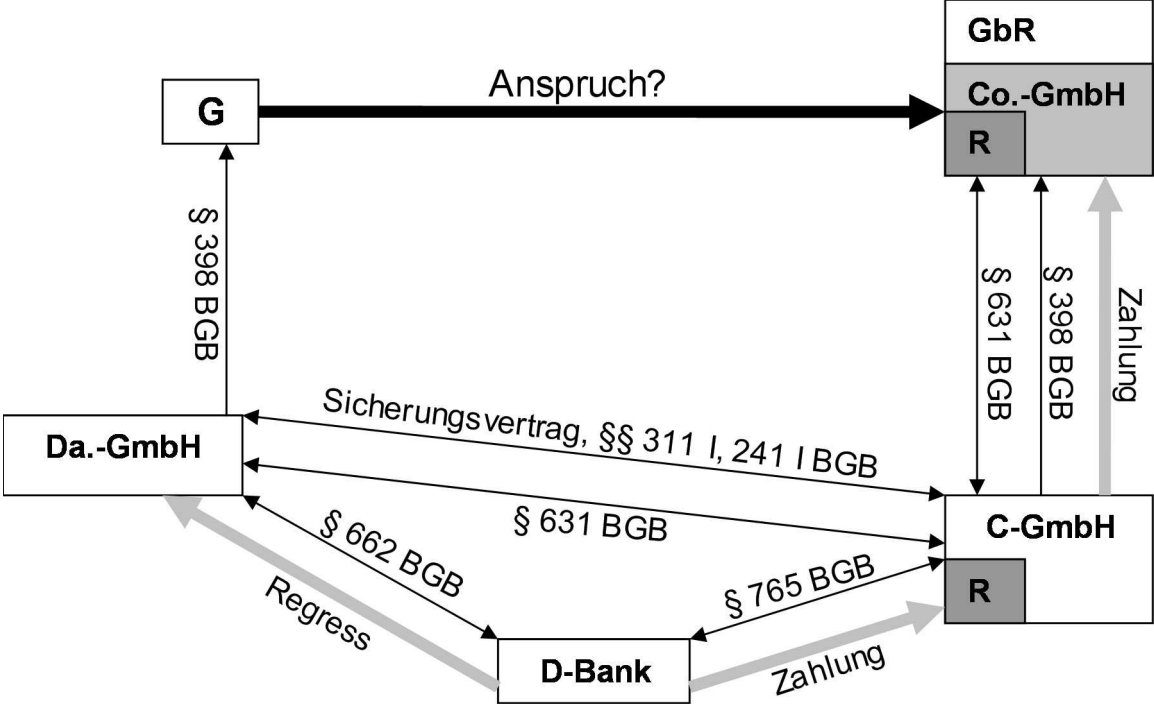 GbR
Anspruch?
Co.-GmbH
G
R
§ 398 BGB
§ 631 BGB
§ 398 BGB
Zahlung
Sicherungsvertrag, §§ 311 I, 241 I BGB
Da.-GmbH
§ 631 BGB
C-GmbH
§ 662 BGB
§ 765 BGB
R
Regress
D-Bank
Zahlung